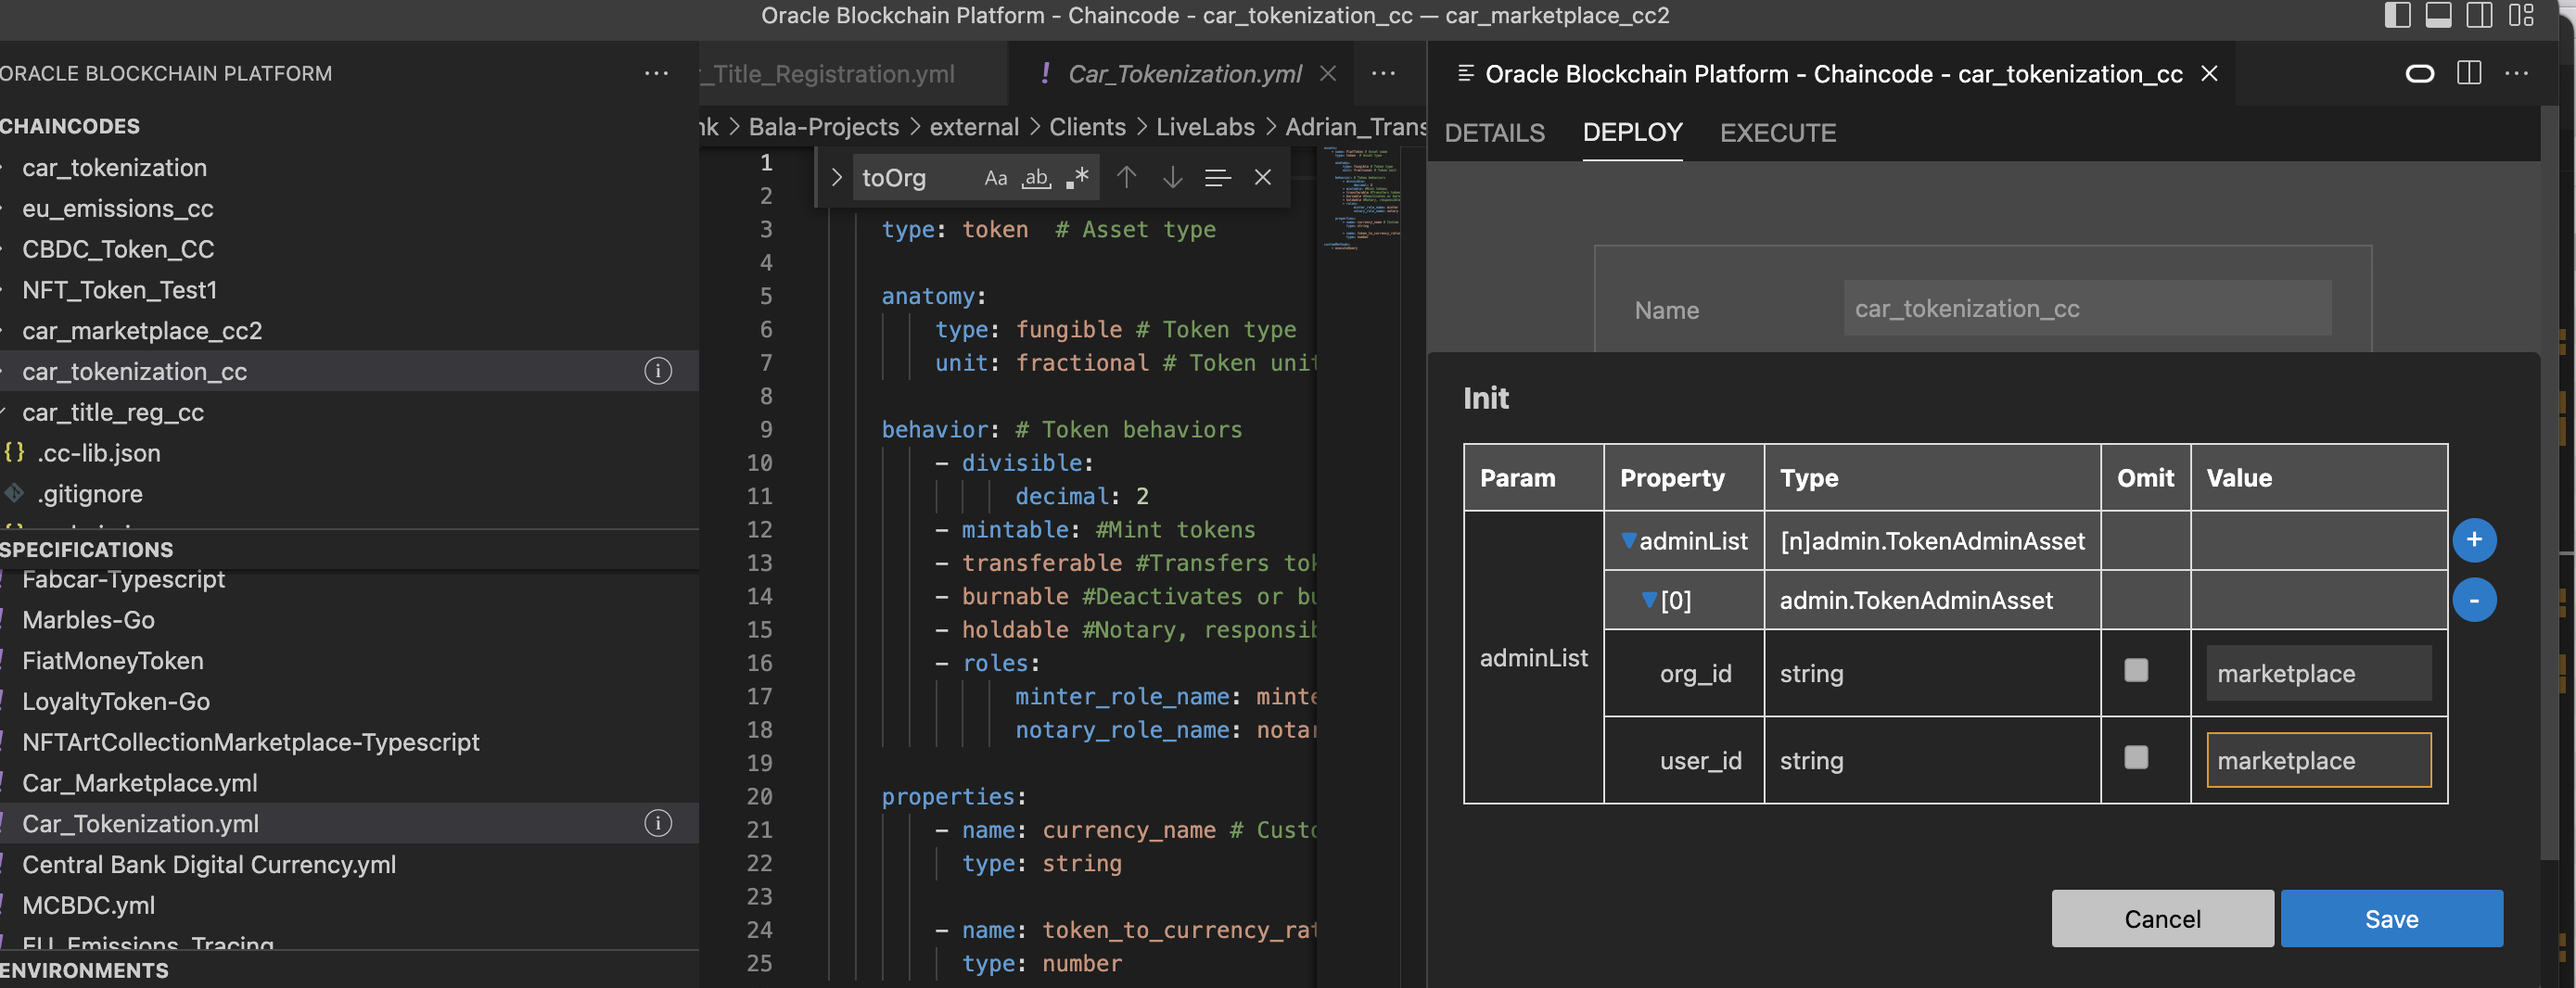 Oracle Blockchain Platform - Chaincode - car_tokenization_cc — car_marketplace_cc2
ORACLE BLOCKCHAIN PLATFORM
CHAINCODES
car_tokenization
eu_emissions_cc
CBDC_Token_CC
NFT_Token_Test1
car_marketplace_cc2
car_tokenization_cc
car_title_reg_cc
{} .cc-lib.json
.gitignore
SPECIFICATIONS
! Fabcar-Typescript
! Marbles-Go
! FiatMoneyToken
! LoyaltyToken-Go
! NFTArtCollectionMarketplace-Typescript
! Car_Marketplace.yml
! Car_Tokenization.yml
! Central Bank Digital Currency.yml
! MCBDC.yml
! EU_Emissions_Tracing
ENVIRONMENTS
_Title_Registration.yml
! Car_Tokenization.yml
nk > Bala-Projects > external > Clients > LiveLabs > Adrian_Trans
toOrg Aa ab .*
1
2
3 type: token # Asset type
4
5 anatomy:
6 type: fungible # Token type
7 unit: fractional # Token unit
8
9 behavior: # Token behaviors
10 - divisible:
11 decimal: 2
12 - mintable: #Mint tokens
13 - transferable #Transfers tok
14 - burnable #Deactivates or bu
15 - holdable #Notary, responsib
16 - roles:
17 minter_role_name: minte
18 notary_role_name: notar
19
20 properties:
21 - name: currency_name # Custo
22 type: string
23
24 - name: token_to_currency_rat
25 type: number
Oracle Blockchain Platform - Chaincode - car_tokenization_cc
DETAILS DEPLOY EXECUTE
Name car_tokenization_cc
Init
Param Property Type Omit Value
adminList
adminList [n]admin.TokenAdminAsset +
[0] admin.TokenAdminAsset -
org_id string marketplace
user_id string marketplace
Cancel Save